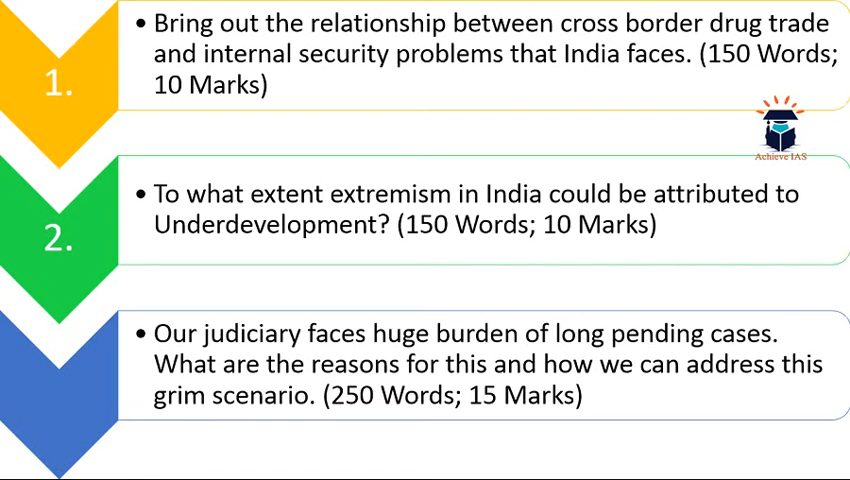 1.
• Bring out the relationship between cross border drug trade
and internal security problems that India faces. (150 Words;
10 Marks)
Achieve IAS
2.
• To what extent extremism in India could be attributed to
Underdevelopment? (150 Words; 10 Marks)
• Our judiciary faces huge burden of long pending cases.
What are the reasons for this and how we can address this
grim scenario. (250 Words; 15 Marks)